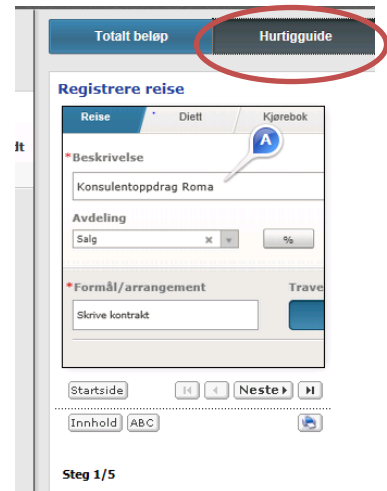 Totalt beløp Hurtigguide
Registrere reise
Reise Diett Kjørebok
A
*Beskrivelse
Konsulentoppdrag Roma
Avdeling
Salg x %
*Formål/arrangement Trave
Skrive kontrakt
Startside Neste
Innhold ABC
Steg 1/5
dt